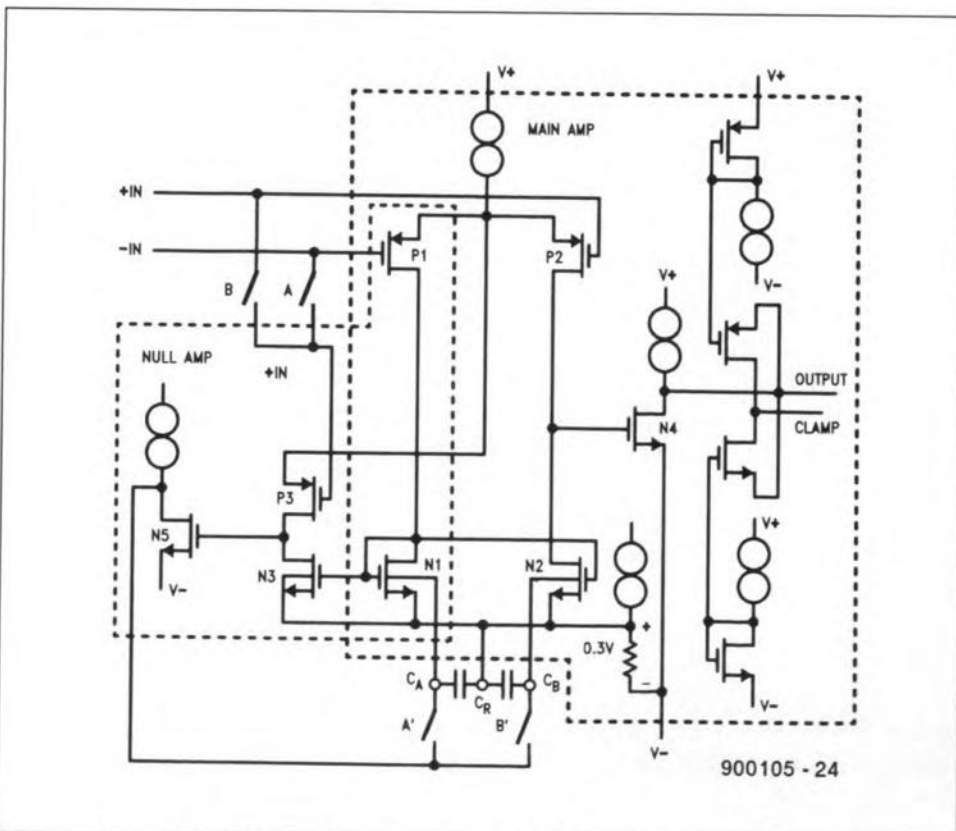 V+
V+
MAIN AMP
+IN
-IN
P1
P2
V-
B
A
V+
NULL AMP
+IN
OUTPUT
CLAMP
N4
P3
N5
N3
N1
N2
V+
V-
+
0.3V
-
CA
CR
CB
A'
B'
V-
V-
900105 - 24